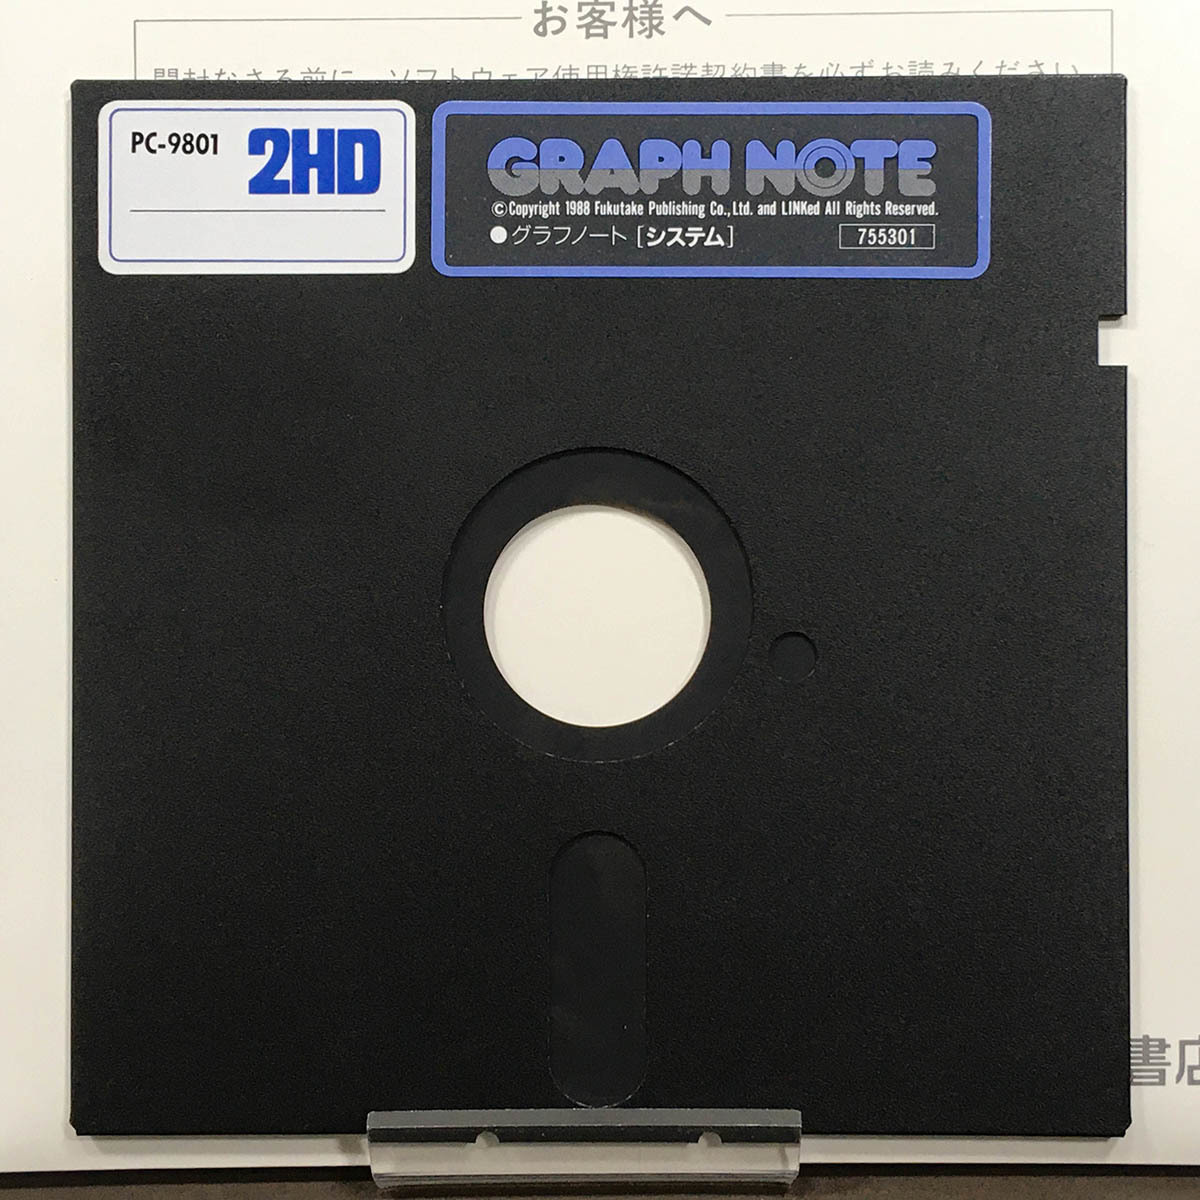 お客様へ
開封なさる前に、ソフトウェア使用権許諾契約書を必ずお読みください
PC-9801 2HD
GRAPH NOTE
©Copyright 1988 Fukutake Publishing Co.,Ltd. and LINKed All Rights Reserved.
●グラフノート [システム] 755301
書店